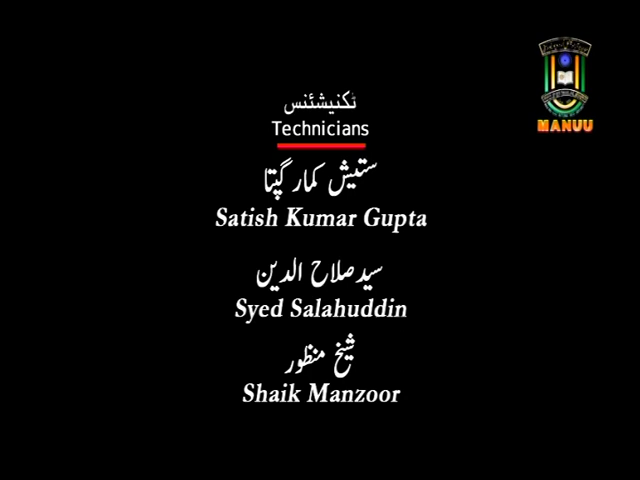 MANUU
ٹکنیشئنس
Technicians
ستیش کمار گپتا
Satish Kumar Gupta
سید صلاح الدین
Syed Salahuddin
شیخ منظور
Shaik Manzoor